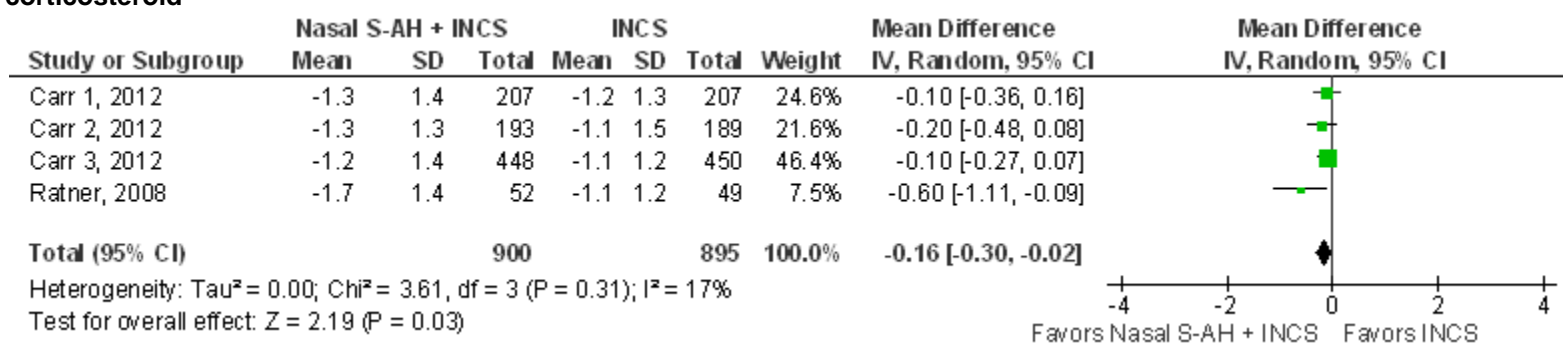 corticosteroid
Nasal S-AH + INCS INCS Mean Difference Mean Difference
Study or Subgroup Mean SD Total Mean SD Total Weight IV, Random, 95% CI IV, Random, 95% CI
Carr 1, 2012 -1.3 1.4 207 -1.2 1.3 207 24.6% -0.10 [-0.36, 0.16]
Carr 2, 2012 -1.3 1.3 193 -1.1 1.5 189 21.6% -0.20 [-0.48, 0.08]
Carr 3, 2012 -1.2 1.4 448 -1.1 1.2 450 46.4% -0.10 [-0.27, 0.07]
Ratner, 2008 -1.7 1.4 52 -1.1 1.2 49 7.5% -0.60 [-1.11, -0.09]
Total (95% CI) 900 895 100.0% -0.16 [-0.30, -0.02]
Heterogeneity: Tau² = 0.00; Chi² = 3.61, df = 3 (P = 0.31); I² = 17%
Test for overall effect: Z = 2.19 (P = 0.03)
-4 -2 0 2 4
Favors Nasal S-AH + INCS Favors INCS